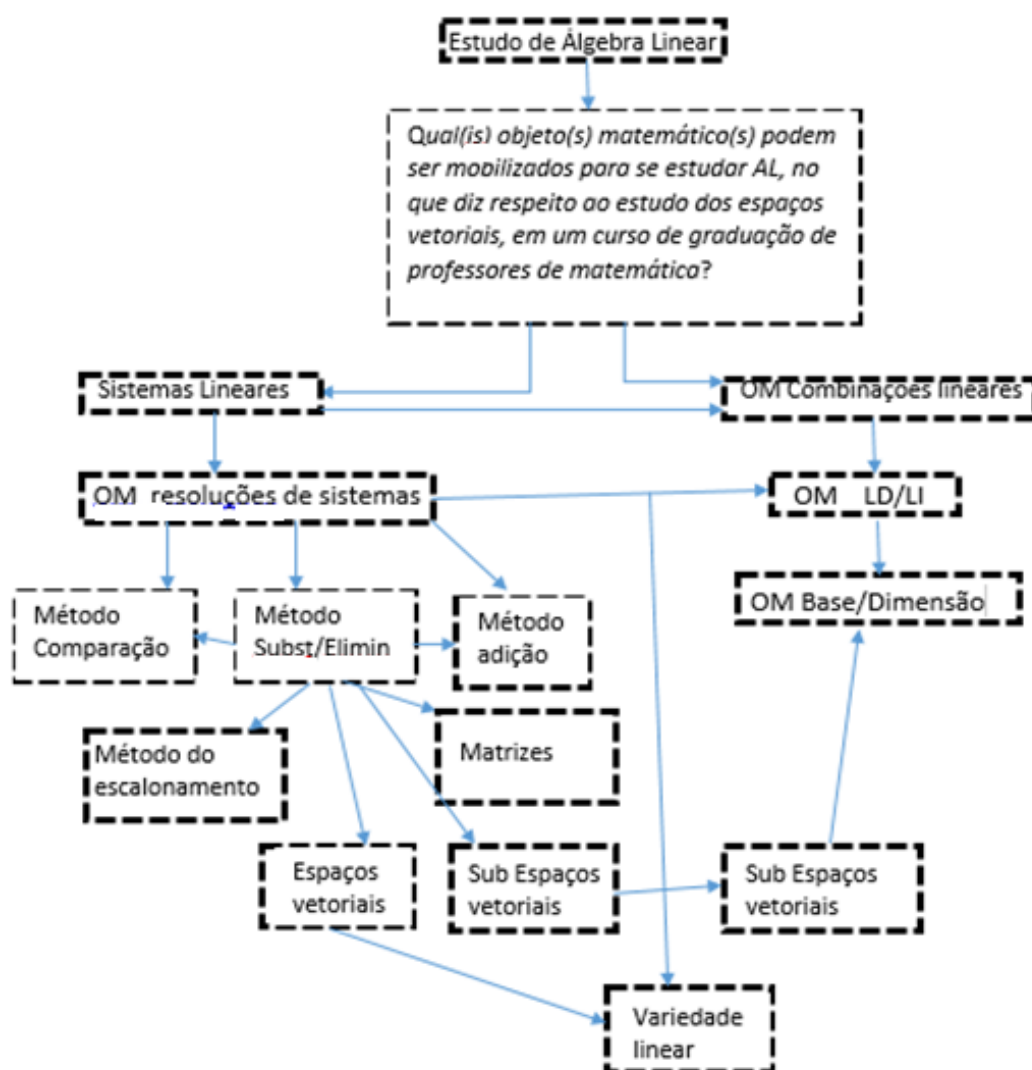 Estudo de Álgebra Linear
Qual(is) objeto(s) matemático(s) podem
ser mobilizados para se estudar AL, no
que diz respeito ao estudo dos espaços
vetoriais, em um curso de graduação de
professores de matemática?
Sistemas Lineares
OM Combinações lineares
OM resoluções de sistemas
OM LD/LI
Método
Comparação
Método
Subst/Elimin
Método
adição
OM Base/Dimensão
Método do
escalonamento
Matrizes
Espaços
vetoriais
Sub Espaços
vetoriais
Sub Espaços
vetoriais
Variedade
linear